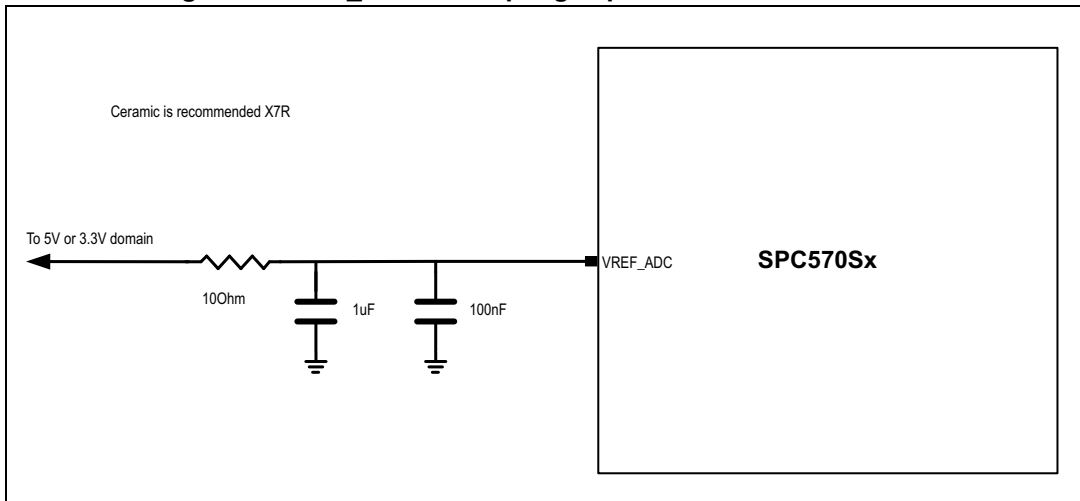 Ceramic is recommended X7R
To 5V or 3.3V domain
VREF_ADC
SPC570Sx
10Ohm
1uF
100nF